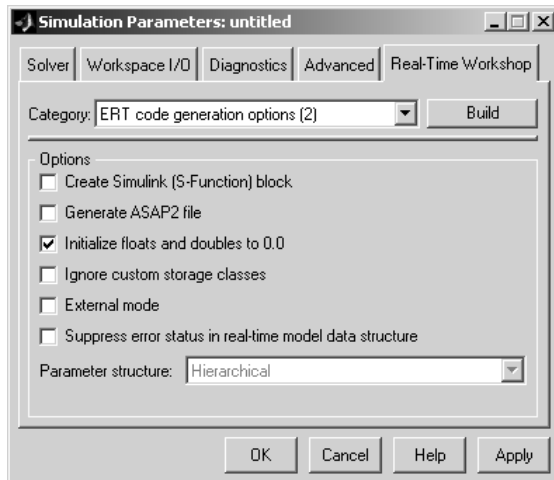 Simulation Parameters: untitled
Solver Workspace I/O Diagnostics Advanced Real-Time Workshop
Category: ERT code generation options (2) Build
Options
Create Simulink (S-Function) block
Generate ASAP2 file
Initialize floats and doubles to 0.0
Ignore custom storage classes
External mode
Suppress error status in real-time model data structure
Parameter structure: Hierarchical
OK Cancel Help Apply